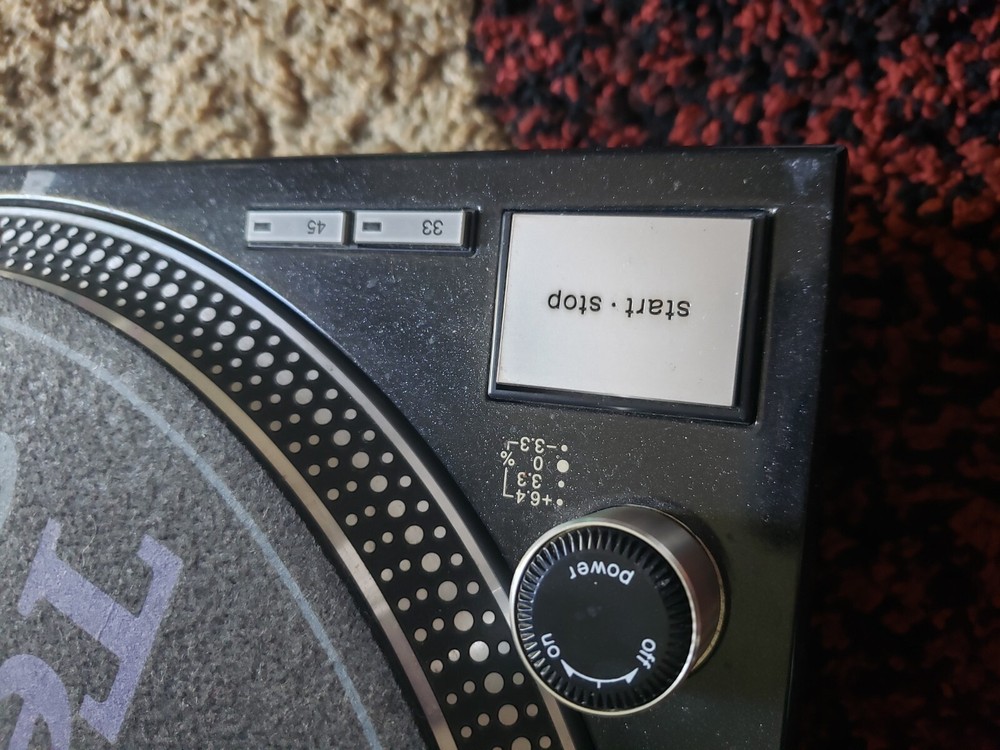 off on
power
+6.4
3.3
0 %
−3.3
start · stop
33 45